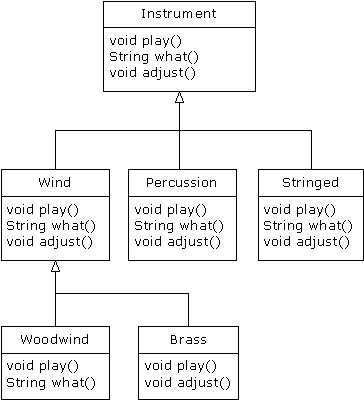 Instrument
void play()
String what()
void adjust()
Wind
void play()
String what()
void adjust()
Percussion
void play()
String what()
void adjust()
Stringed
void play()
String what()
void adjust()
Woodwind
void play()
String what()
Brass
void play()
void adjust()